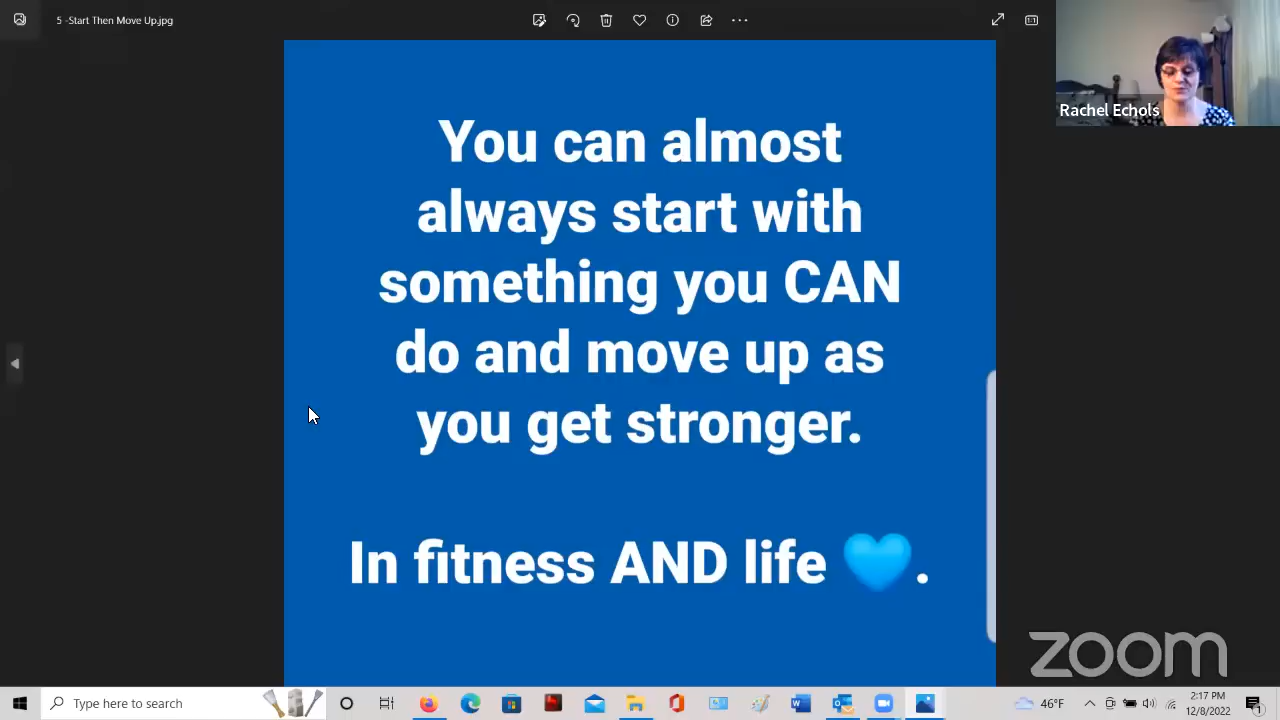 5 -Start Then Move Up.jpg
Rachel Echols
You can almost
always start with
something you CAN
do and move up as
you get stronger.
In fitness AND life 💙.
zoom
Type here to search
46°F
2:17 PM
12/8/2022
1